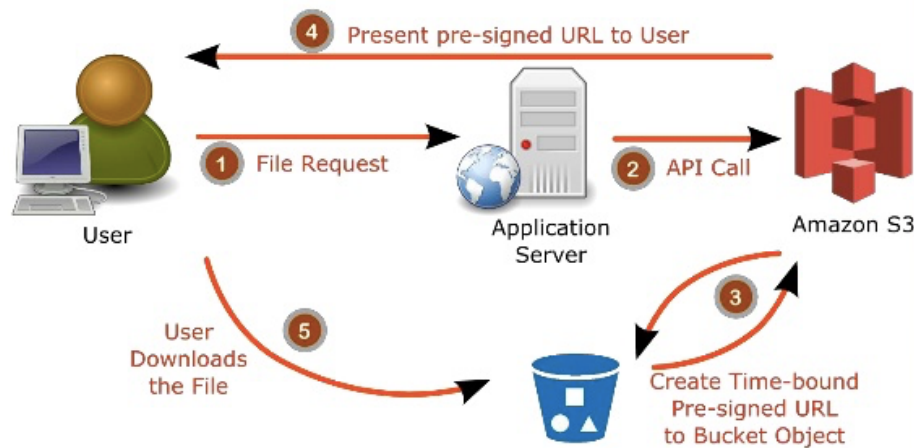 4
Present pre-signed URL to User
1
File Request
2
API Call
User
Application
Server
Amazon S3
3
5
User
Downloads
the File
Create Time-bound
Pre-signed URL
to Bucket Object